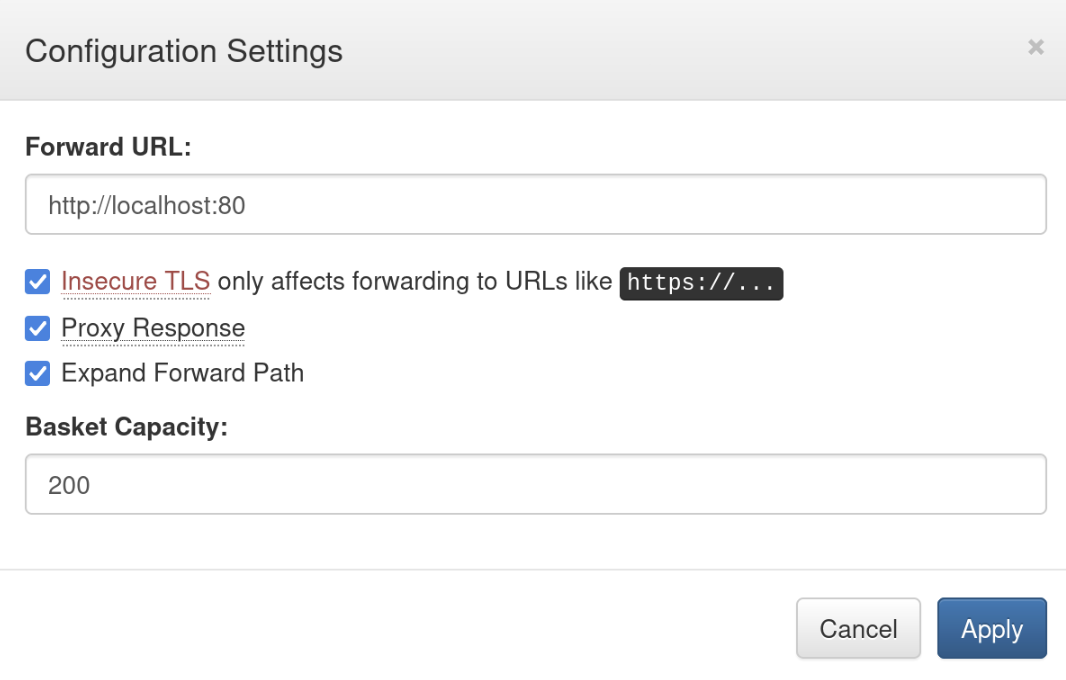 Configuration Settings ×
Forward URL:
http://localhost:80
Insecure TLS only affects forwarding to URLs like https://...
Proxy Response
Expand Forward Path
Basket Capacity:
200
Cancel Apply